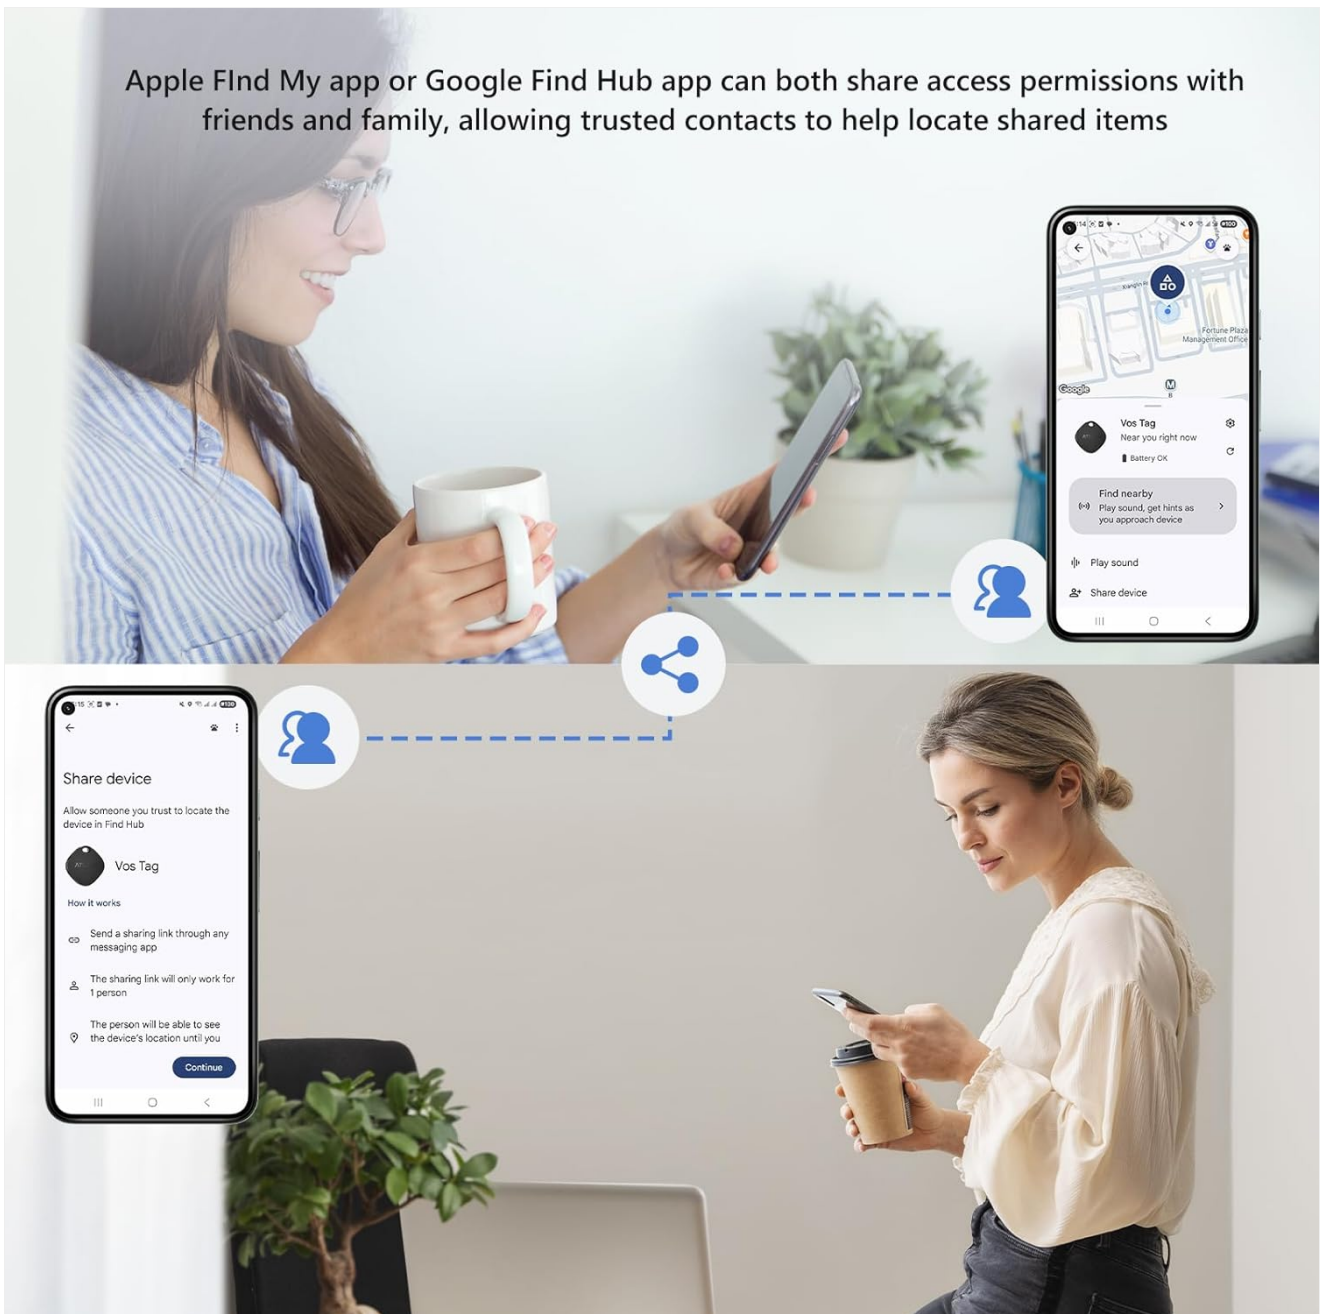 Apple FInd My app or Google Find Hub app can both share access permissions with
friends and family, allowing trusted contacts to help locate shared items
Fortune Plaza
Management Office
Google
M
Vos Tag
Near you right now
Battery OK
Find nearby
Play sound, get hints as
you approach device
Play sound
Share device
Share device
Allow someone you trust to locate the
device in Find Hub
Vos Tag
How it works
Send a sharing link through any
messaging app
The sharing link will only work for
1 person
The person will be able to see
the device's location until you
Continue